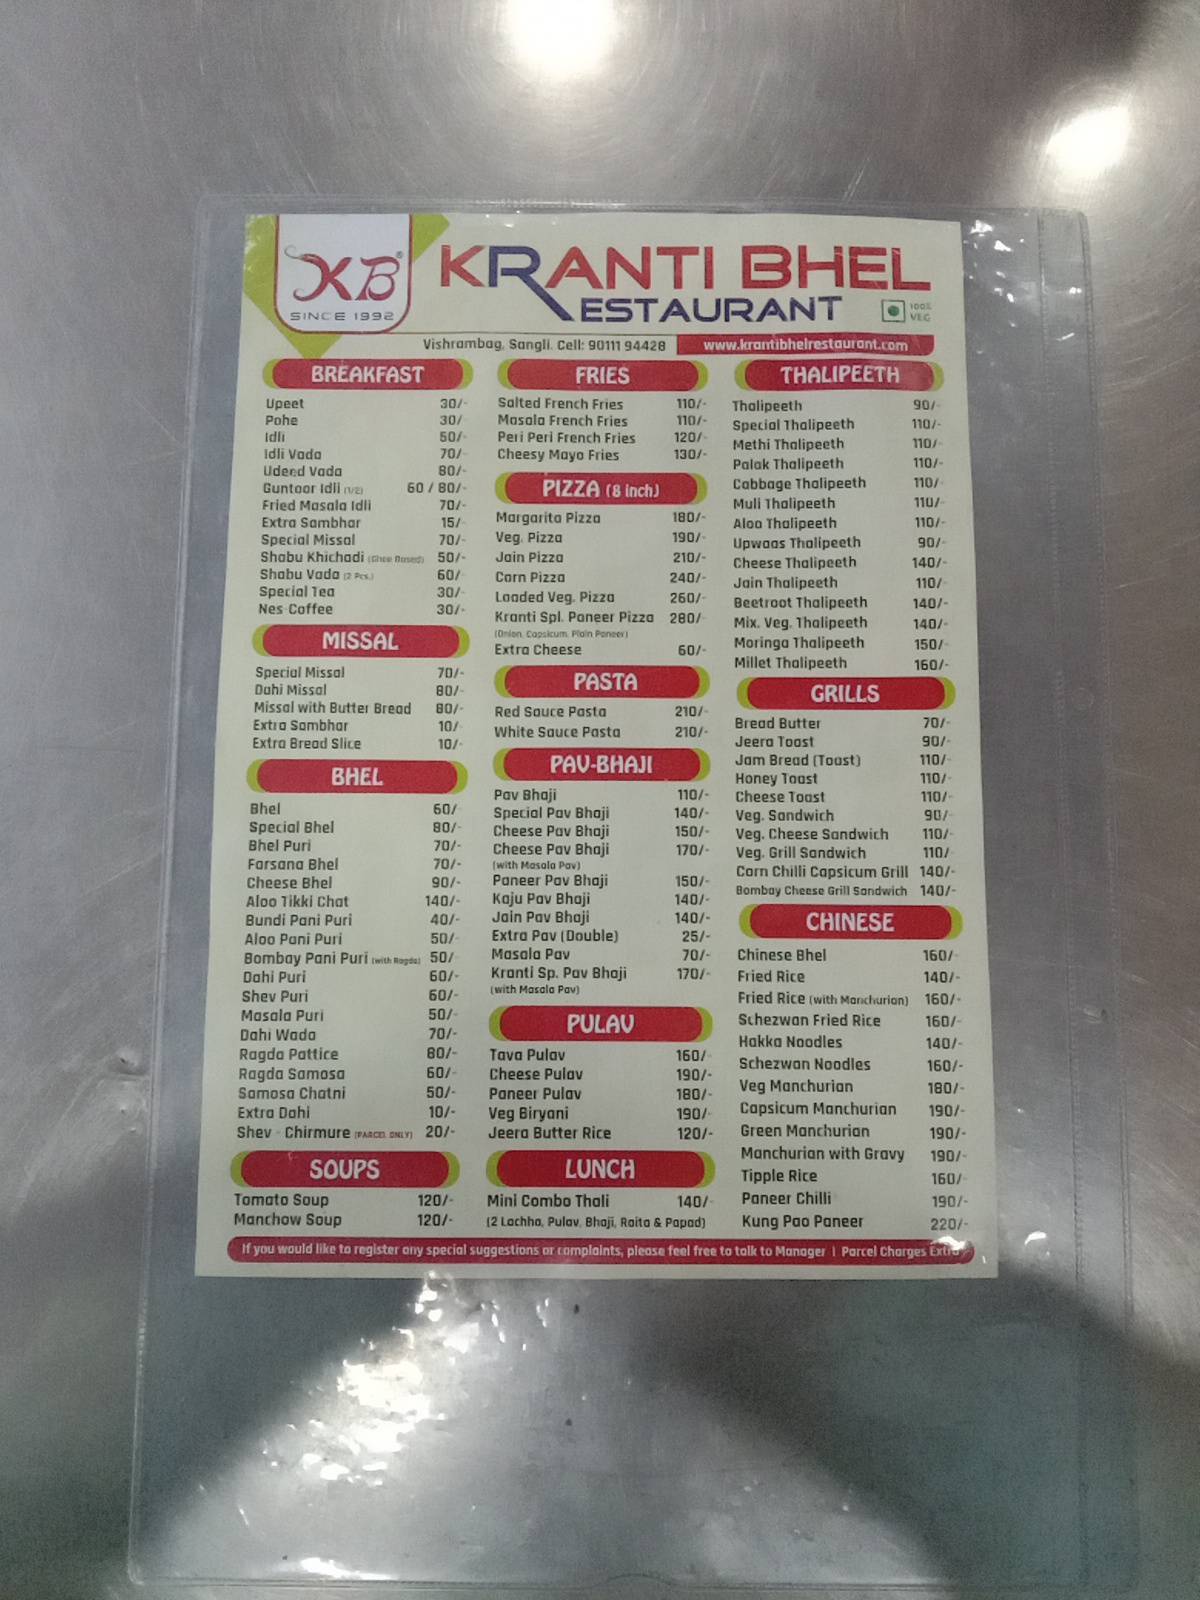 KB®
SINCE 1992
KRANTI BHEL
RESTAURANT
100% VEG
Vishrambag, Sangli. Cell: 90111 94428
www.krantibhelrestaurant.com
BREAKFAST
Upeet 30/-
Pohe 30/-
Idli 50/-
Idli Vada 70/-
Udeed Vada 80/-
Guntoor Idli (1/2) 60 / 80/-
Fried Masala Idli 70/-
Extra Sambhar 15/-
Special Missal 70/-
Shabu Khichadi (Ghee Based) 50/-
Shabu Vada (2 Pcs.) 60/-
Special Tea 30/-
Nes-Coffee 30/-
MISSAL
Special Missal 70/-
Dahi Missal 80/-
Missal with Butter Bread 80/-
Extra Sambhar 10/-
Extra Bread Slice 10/-
BHEL
Bhel 60/-
Special Bhel 80/-
Bhel Puri 70/-
Farsana Bhel 70/-
Cheese Bhel 90/-
Aloo Tikki Chat 140/-
Bundi Pani Puri 40/-
Aloo Pani Puri 50/-
Bombay Pani Puri (with Ragda) 50/-
Dahi Puri 60/-
Shev Puri 60/-
Masala Puri 50/-
Dahi Wada 70/-
Ragda Pattice 80/-
Ragda Samosa 60/-
Samosa Chatni 50/-
Extra Dahi 10/-
Shev - Chirmure (PARCEL ONLY) 20/-
SOUPS
Tomato Soup 120/-
Manchow Soup 120/-
FRIES
Salted French Fries 110/-
Masala French Fries 110/-
Peri Peri French Fries 120/-
Cheesy Mayo Fries 130/-
PIZZA (8 inch)
Margarita Pizza 180/-
Veg. Pizza 190/-
Jain Pizza 210/-
Corn Pizza 240/-
Loaded Veg. Pizza 260/-
Kranti Spl. Paneer Pizza 280/-
(Onion, Capsicum, Plain Paneer)
Extra Cheese 60/-
PASTA
Red Sauce Pasta 210/-
White Sauce Pasta 210/-
PAV-BHAJI
Pav Bhaji 110/-
Special Pav Bhaji 140/-
Cheese Pav Bhaji 150/-
Cheese Pav Bhaji 170/-
(with Masala Pav)
Paneer Pav Bhaji 150/-
Kaju Pav Bhaji 140/-
Jain Pav Bhaji 140/-
Extra Pav (Double) 25/-
Masala Pav 70/-
Kranti Sp. Pav Bhaji 170/-
(with Masala Pav)
PULAV
Tava Pulav 160/-
Cheese Pulav 190/-
Paneer Pulav 180/-
Veg Biryani 190/-
Jeera Butter Rice 120/-
LUNCH
Mini Combo Thali 140/-
(2 Lachha, Pulav, Bhaji, Raita & Papad)
THALIPEETH
Thalipeeth 90/-
Special Thalipeeth 110/-
Methi Thalipeeth 110/-
Palak Thalipeeth 110/-
Cabbage Thalipeeth 110/-
Muli Thalipeeth 110/-
Aloo Thalipeeth 110/-
Upwaas Thalipeeth 90/-
Cheese Thalipeeth 140/-
Jain Thalipeeth 110/-
Beetroot Thalipeeth 140/-
Mix. Veg. Thalipeeth 140/-
Moringa Thalipeeth 150/-
Millet Thalipeeth 160/-
GRILLS
Bread Butter 70/-
Jeera Toast 90/-
Jam Bread (Toast) 110/-
Honey Toast 110/-
Cheese Toast 110/-
Veg. Sandwich 90/-
Veg. Cheese Sandwich 110/-
Veg. Grill Sandwich 110/-
Corn Chilli Capsicum Grill 140/-
Bombay Cheese Grill Sandwich 140/-
CHINESE
Chinese Bhel 160/-
Fried Rice 140/-
Fried Rice (with Manchurian) 160/-
Schezwan Fried Rice 160/-
Hakka Noodles 140/-
Schezwan Noodles 160/-
Veg Manchurian 180/-
Capsicum Manchurian 190/-
Green Manchurian 190/-
Manchurian with Gravy 190/-
Tipple Rice 160/-
Paneer Chilli 190/-
Kung Pao Paneer 220/-
If you would like to register any special suggestions or complaints, please feel free to talk to Manager | Parcel Charges Extra